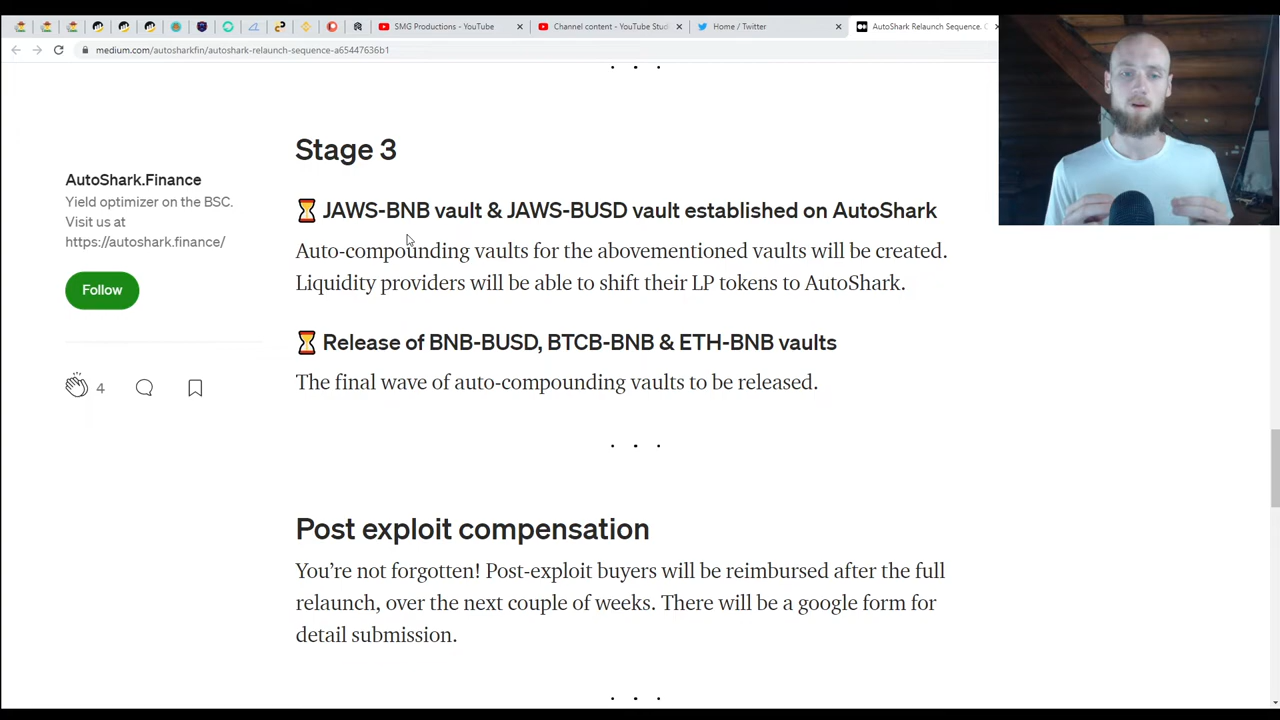 SMG Productions - YouTube
Channel content - YouTube Stud
Home / Twitter
AutoShark Relaunch Sequence.
medium.com/autosharkfin/autoshark-relaunch-sequence-a65447636b1
Stage 3
AutoShark.Finance
Yield optimizer on the BSC.
Visit us at
https://autoshark.finance/
Follow
4
JAWS-BNB vault & JAWS-BUSD vault established on AutoShark
Auto-compounding vaults for the abovementioned vaults will be created.
Liquidity providers will be able to shift their LP tokens to AutoShark.
Release of BNB-BUSD, BTCB-BNB & ETH-BNB vaults
The final wave of auto-compounding vaults to be released.
Post exploit compensation
You’re not forgotten! Post-exploit buyers will be reimbursed after the full
relaunch, over the next couple of weeks. There will be a google form for
detail submission.